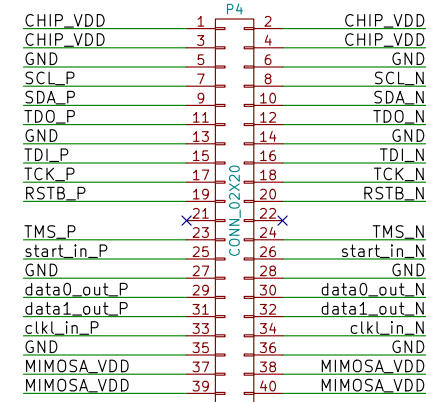 P4
CHIP_VDD 1 2 CHIP_VDD
CHIP_VDD 3 4 CHIP_VDD
GND 5 6 GND
SCL_P 7 8 SCL_N
SDA_P 9 10 SDA_N
TDO_P 11 12 TDO_N
GND 13 14 GND
TDI_P 15 16 TDI_N
TCK_P 17 18 TCK_N
RSTB_P 19 20 RSTB_N
21 22
TMS_P 23 24 TMS_N
start_in_P 25 26 start_in_N
GND 27 28 GND
data0_out_P 29 30 data0_out_N
data1_out_P 31 32 data1_out_N
clkl_in_P 33 34 clkl_in_N
GND 35 36 GND
MIMOSA_VDD 37 38 MIMOSA_VDD
MIMOSA_VDD 39 40 MIMOSA_VDD
CONN_02X20